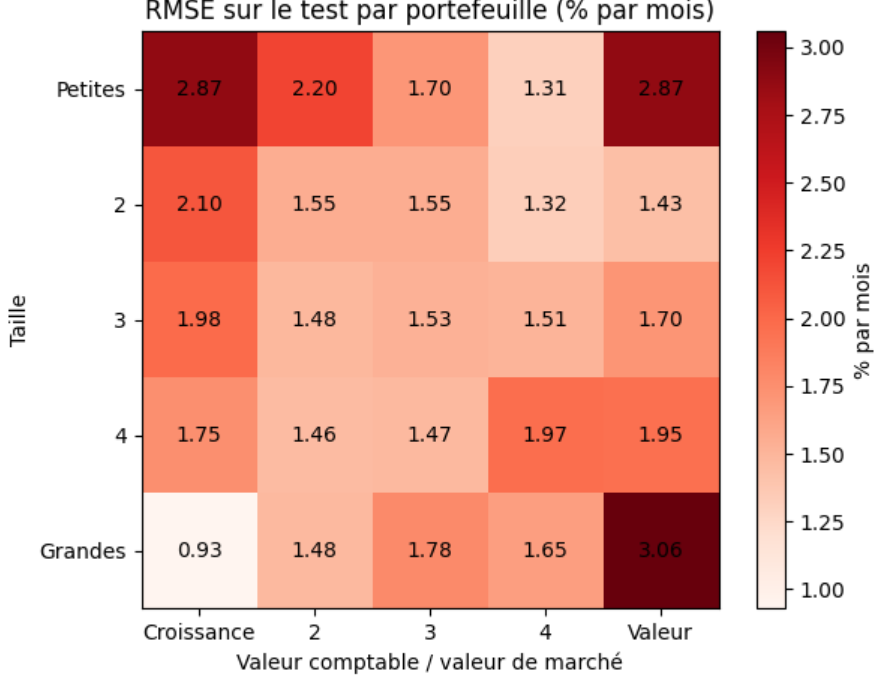 RMSE sur le test par portefeuille (% par mois)
Petites 2.87 2.20 1.70 1.31 2.87
2 2.10 1.55 1.55 1.32 1.43
3 1.98 1.48 1.53 1.51 1.70
4 1.75 1.46 1.47 1.97 1.95
Grandes 0.93 1.48 1.78 1.65 3.06
Croissance 2 3 4 Valeur
Valeur comptable / valeur de marché
Taille
3.00
2.75
2.50
2.25
2.00
1.75
1.50
1.25
1.00
% par mois